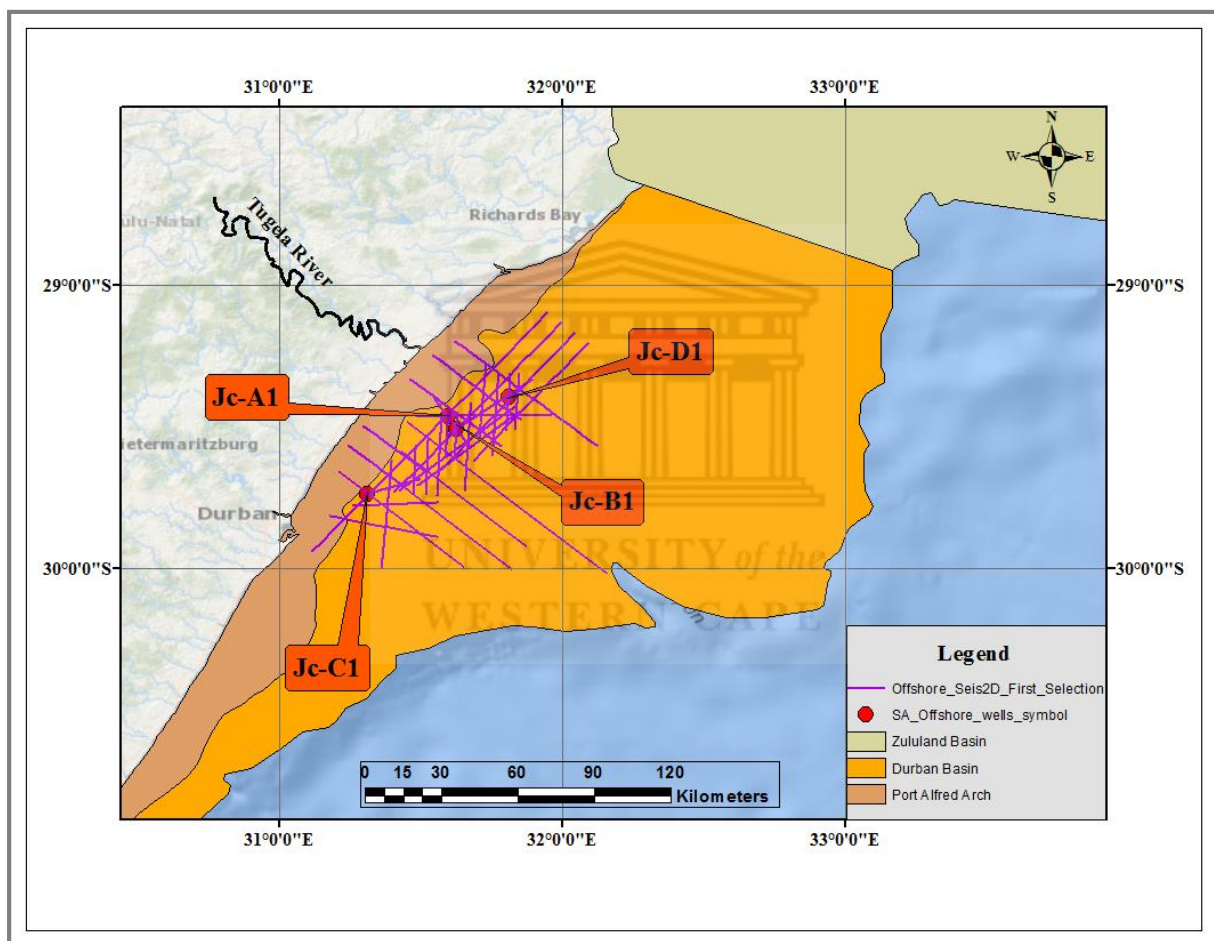 31°0'0"E 32°0'0"E 33°0'0"E
N
W E
S
Tugela River
ulu-Natal
Richards Bay
29°0'0"S 29°0'0"S
Jc-D1
Jc-A1
ietermaritzburg
Jc-B1
Durban
UNIVERSITY of the
30°0'0"S 30°0'0"S
WESTERN CAPE
Jc-C1
Legend
Offshore_Seis2D_First_Selection
SA_Offshore_wells_symbol
Zululand Basin
Durban Basin
Port Alfred Arch
0 15 30 60 90 120
Kilometers
31°0'0"E 32°0'0"E 33°0'0"E